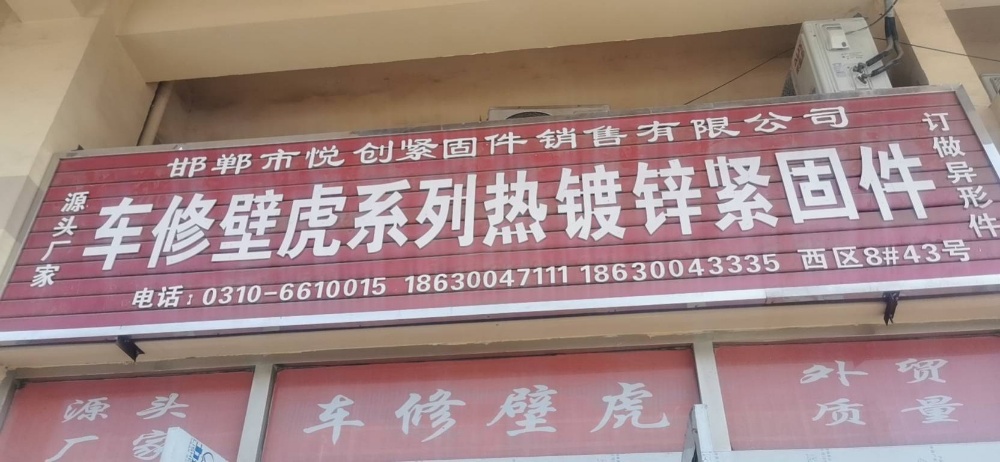 邯郸市悦创紧固件销售有限公司
源头厂家
车修壁虎系列热镀锌紧固件
订做异形件
电话：0310-6610015 18630047111 18630043335 西区8#43号
源头
厂家
车修壁虎
外贸
质量